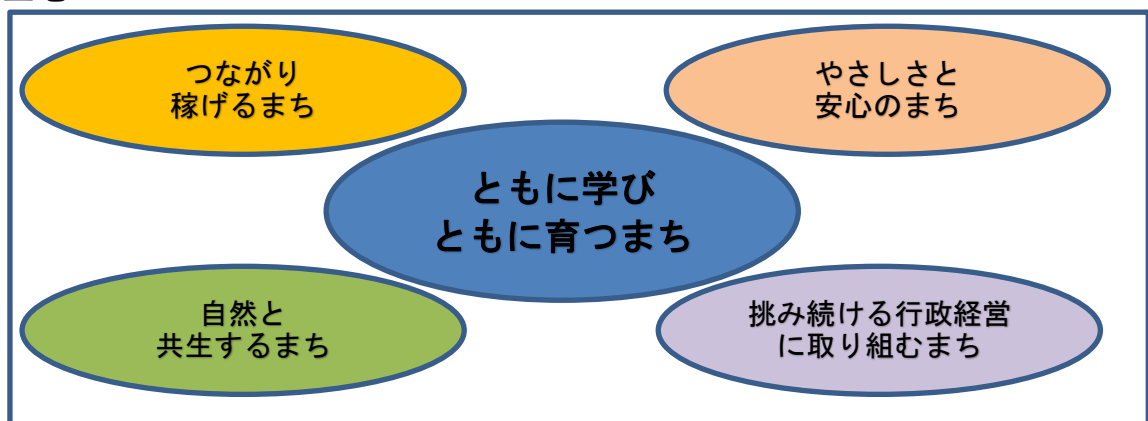 つながり
稼げるまち
やさしさと
安心のまち
ともに学び
ともに育つまち
自然と
共生するまち
挑み続ける行政経営
に取り組むまち